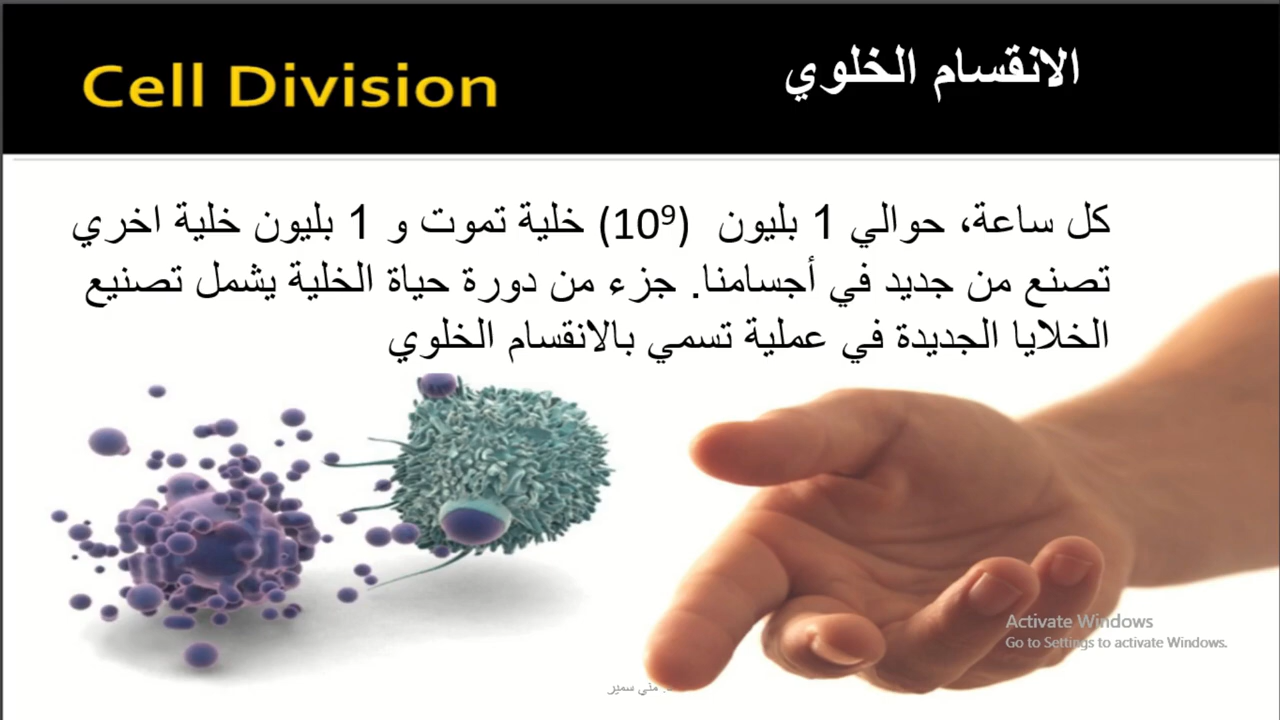 الانقسام الخلوي
Cell Division
كل ساعة، حوالي 1 بليون (10⁹) خلية تموت و 1 بليون خلية اخري
تصنع من جديد في أجسامنا. جزء من دورة حياة الخلية يشمل تصنيع
الخلايا الجديدة في عملية تسمي بالانقسام الخلوي
Activate Windows
Go to Settings to activate Windows.
مني سمير